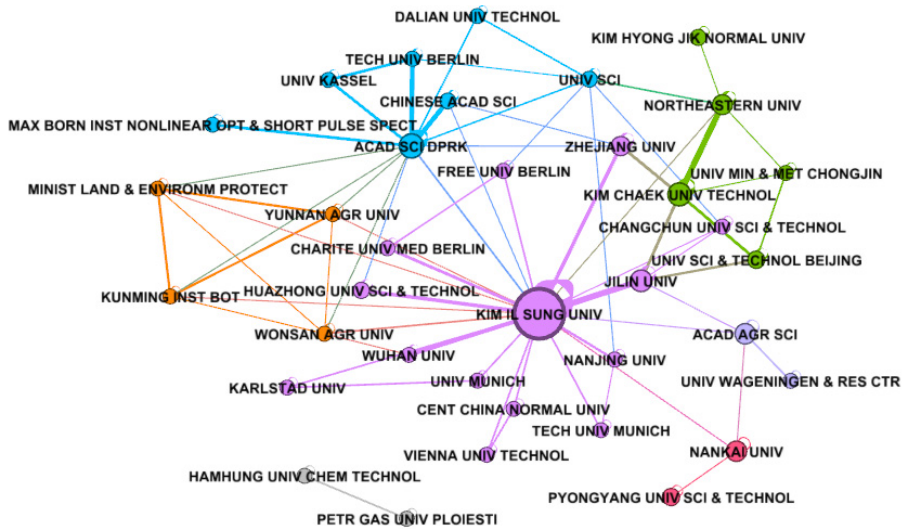 DALIAN UNIV TECHNOL
KIM HYONG JIK NORMAL UNIV
TECH UNIV BERLIN
UNIV KASSEL
UNIV SCI
CHINESE ACAD SCI
NORTHEASTERN UNIV
MAX BORN INST NONLINEAR OPT & SHORT PULSE SPECT
ACAD SCI DPRK
ZHEJIANG UNIV
FREE UNIV BERLIN
UNIV MIN & MET CHONGJIN
MINIST LAND & ENVIRONM PROTECT
KIM CHAEK UNIV TECHNOL
YUNNAN AGR UNIV
CHANGCHUN UNIV SCI & TECHNOL
CHARITE UNIV MED BERLIN
UNIV SCI & TECHNOL BEIJING
JILIN UNIV
HUAZHONG UNIV SCI & TECHNOL
KUNMING INST BOT
KIM IL SUNG UNIV
WONSAN AGR UNIV
ACAD AGR SCI
WUHAN UNIV
NANJING UNIV
KARLSTAD UNIV
UNIV MUNICH
UNIV WAGENINGEN & RES CTR
CENT CHINA NORMAL UNIV
TECH UNIV MUNICH
VIENNA UNIV TECHNOL
NANKAI UNIV
HAMHUNG UNIV CHEM TECHNOL
PYONGYANG UNIV SCI & TECHNOL
PETR GAS UNIV PLOIESTI